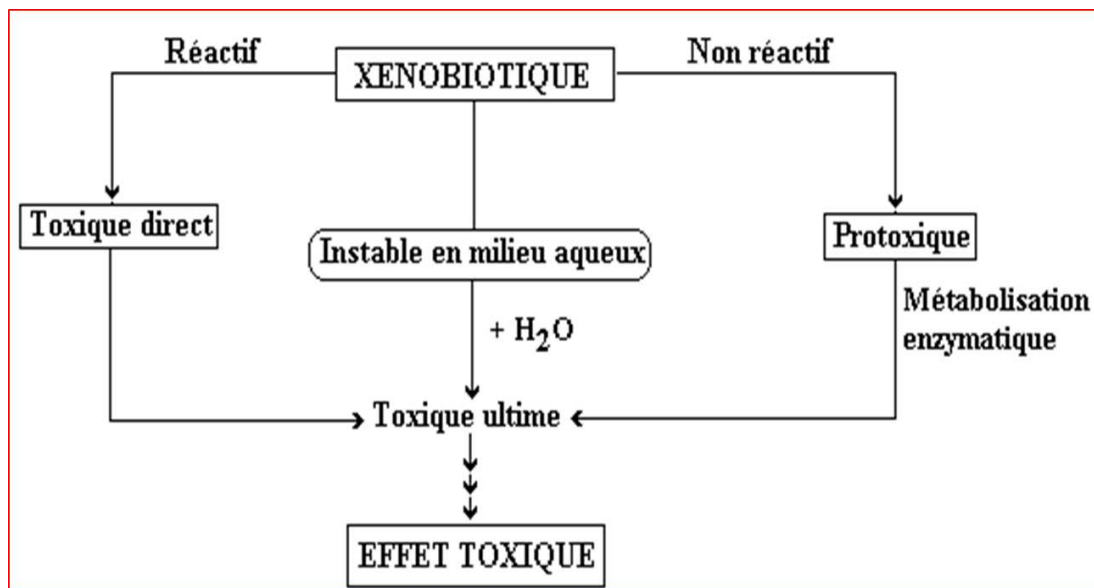 Réactif
XENOBIOTIQUE
Non réactif
Toxique direct
Instable en milieu aqueux
Protoxique
+ H₂O
Métabolisation
enzymatique
Toxique ultime
EFFET TOXIQUE